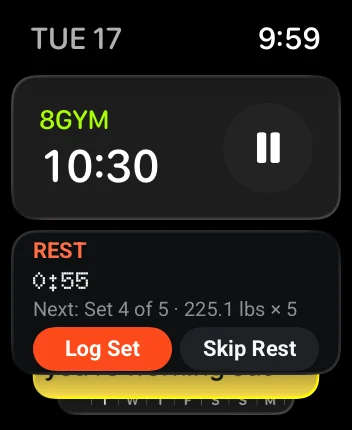 TUE 17
9:59
8GYM
10:30
REST
0:55
Next: Set 4 of 5 · 225.1 lbs × 5
Log Set
Skip Rest
T W T F S S M